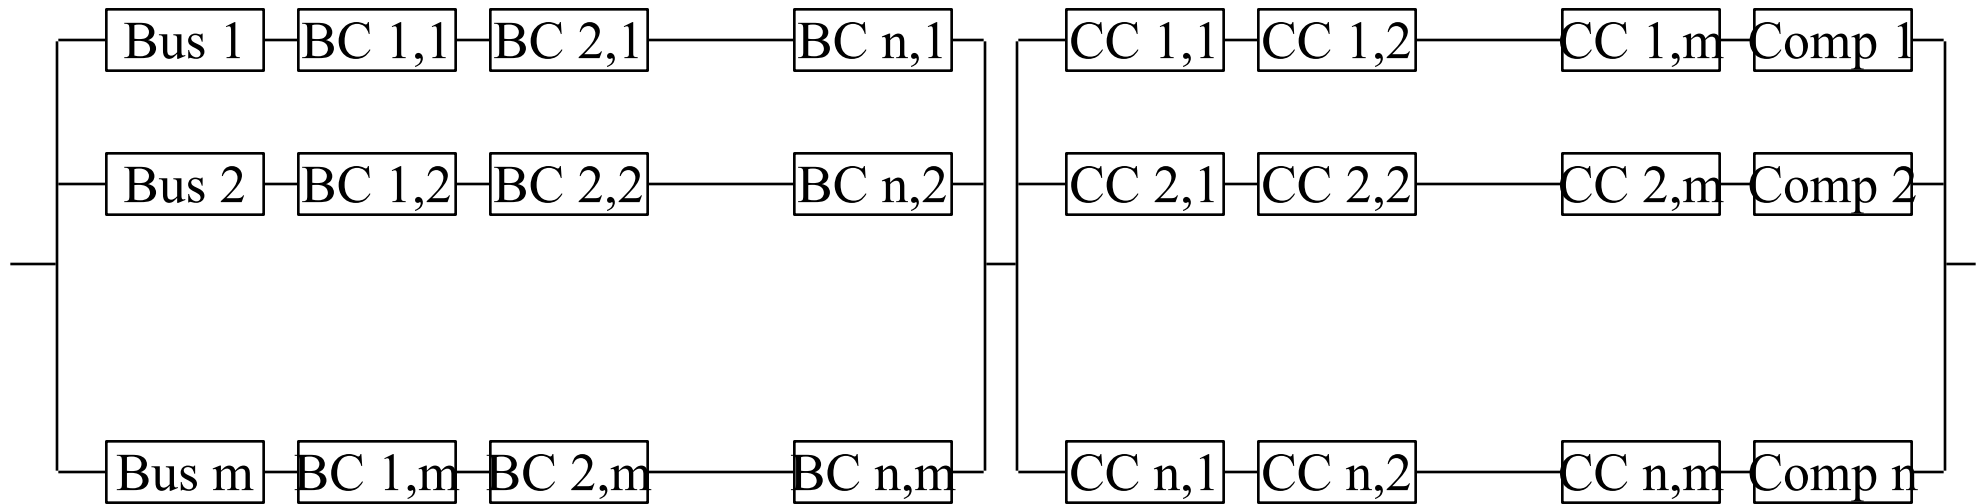 Bus 1 BC 1,1 BC 2,1 BC n,1 CC 1,1 CC 1,2 CC 1,m Comp 1
Bus 2 BC 1,2 BC 2,2 BC n,2 CC 2,1 CC 2,2 CC 2,m Comp 2
Bus m BC 1,m BC 2,m BC n,m CC n,1 CC n,2 CC n,m Comp n